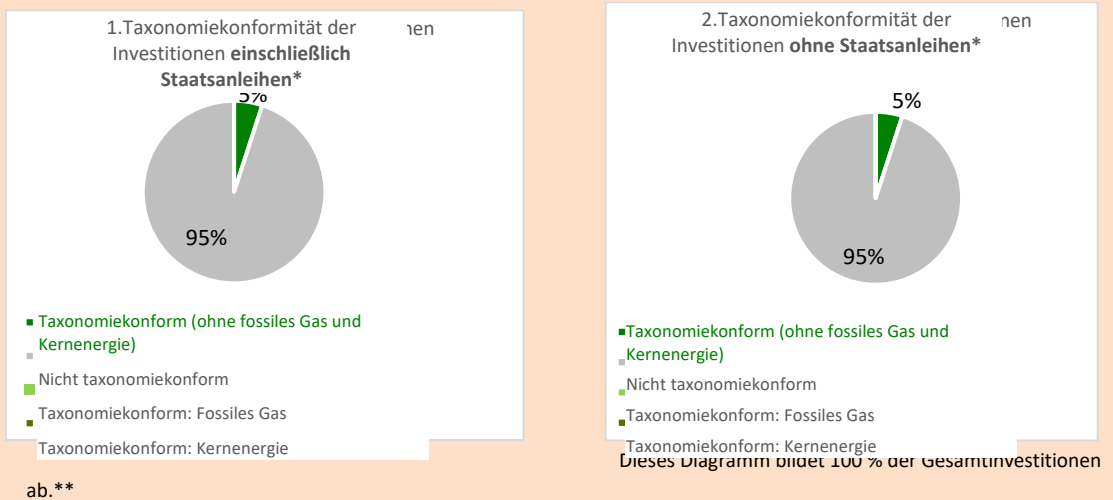 1.Taxonomiekonformität der
Investitionen einschließlich
Staatsanleihen*
5%
95%
Taxonomiekonform (ohne fossiles Gas und
Kernenergie)
Nicht taxonomiekonform
Taxonomiekonform: Fossiles Gas
Taxonomiekonform: Kernenergie
2.Taxonomiekonformität der
Investitionen ohne Staatsanleihen*
5%
95%
Taxonomiekonform (ohne fossiles Gas und
Kernenergie)
Nicht taxonomiekonform
Taxonomiekonform: Fossiles Gas
Taxonomiekonform: Kernenergie
Dieses Diagramm bildet 100 % der Gesamtinvestitionen
ab.**